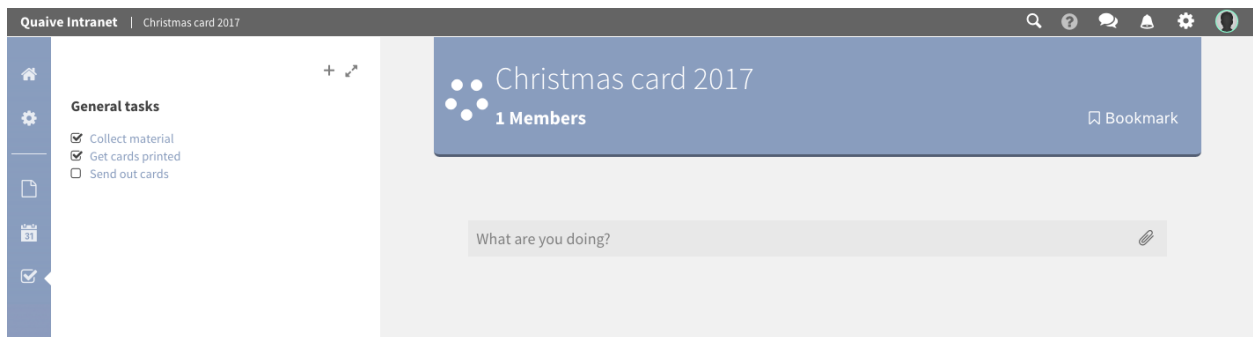 Quaive Intranet | Christmas card 2017
General tasks
Collect material
Get cards printed
Send out cards
31
Christmas card 2017
1 Members
Bookmark
What are you doing?